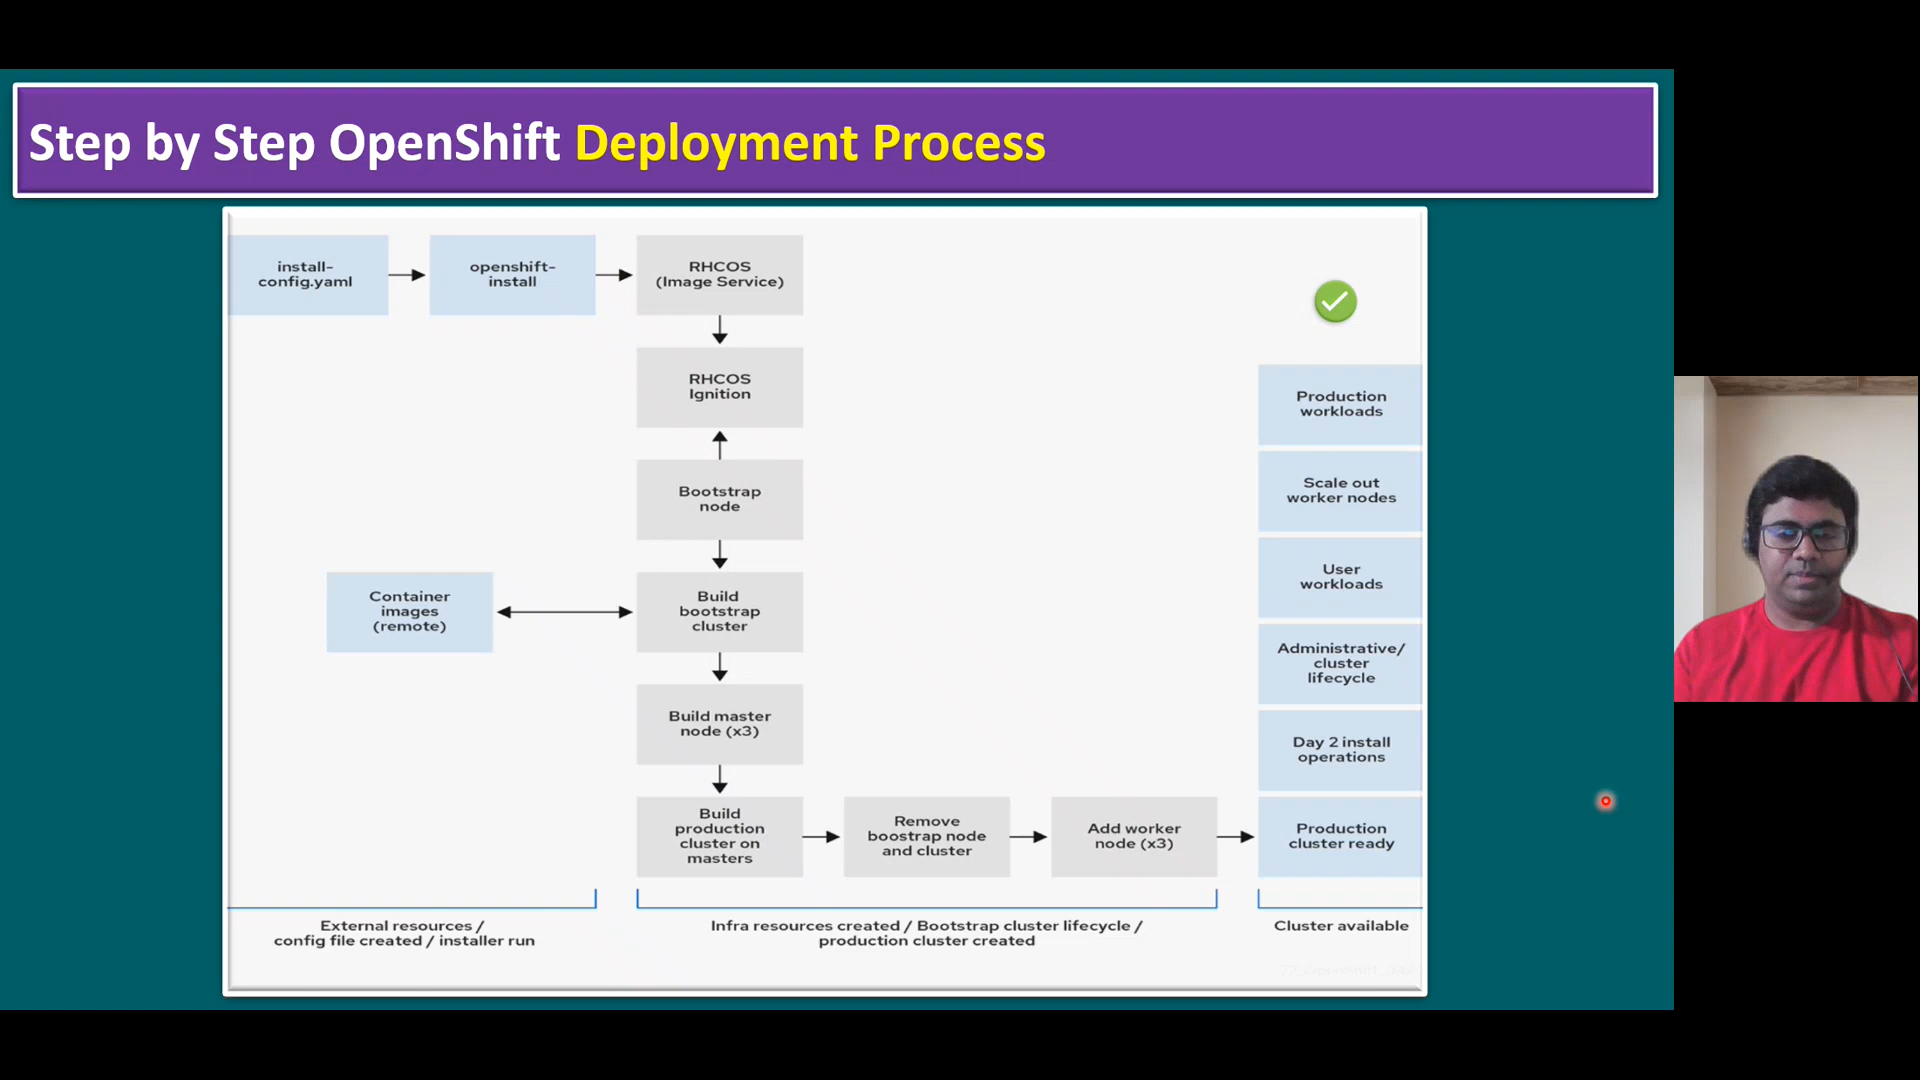 Step by Step OpenShift Deployment Process
install-
config.yaml
openshift-
install
RHCOS
(Image Service)
RHCOS
Ignition
Bootstrap
node
Container
images
(remote)
Build
bootstrap
cluster
Build master
node (x3)
Build
production
cluster on
masters
Remove
boostrap node
and cluster
Add worker
node (x3)
Production
workloads
Scale out
worker nodes
User
workloads
Administrative/
cluster
lifecycle
Day 2 install
operations
Production
cluster ready
External resources /
config file created / installer run
Infra resources created / Bootstrap cluster lifecycle /
production cluster created
Cluster available